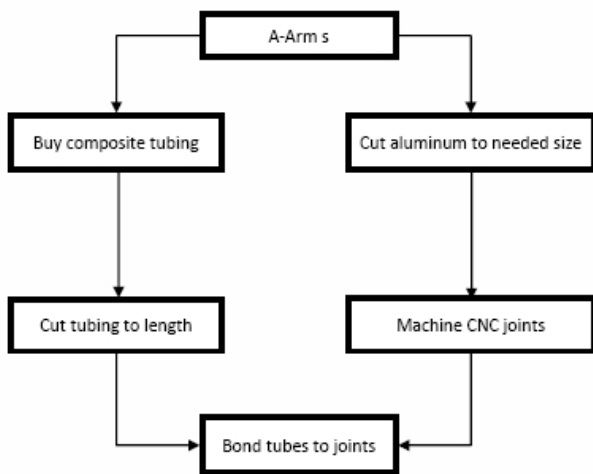 A-Arm s
Buy composite tubing
Cut aluminum to needed size
Cut tubing to length
Machine CNC joints
Bond tubes to joints